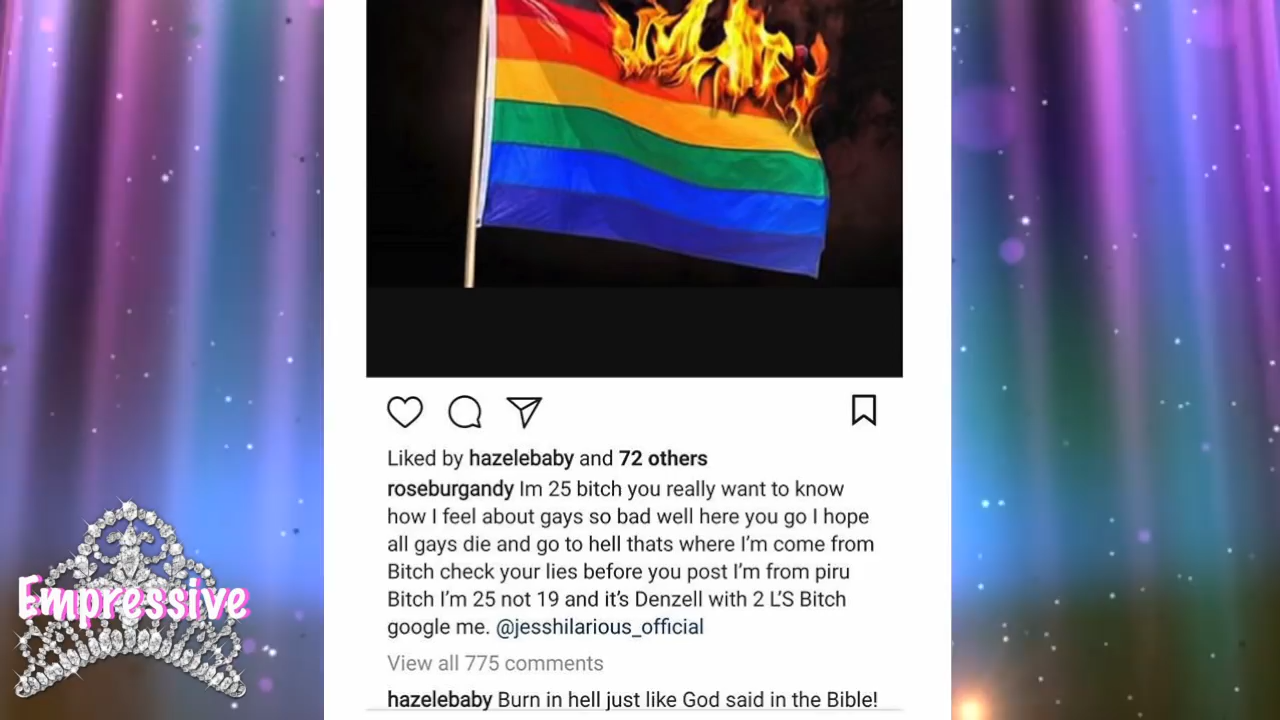 Liked by hazelebaby and 72 others
roseburgandy Im 25 bitch you really want to know
how I feel about gays so bad well here you go I hope
all gays die and go to hell thats where I'm come from
Bitch check your lies before you post I'm from piru
Bitch I'm 25 not 19 and it's Denzell with 2 L'S Bitch
google me. @jesshilarious_official
View all 775 comments
hazelebaby Burn in hell just like God said in the Bible!
Empressive